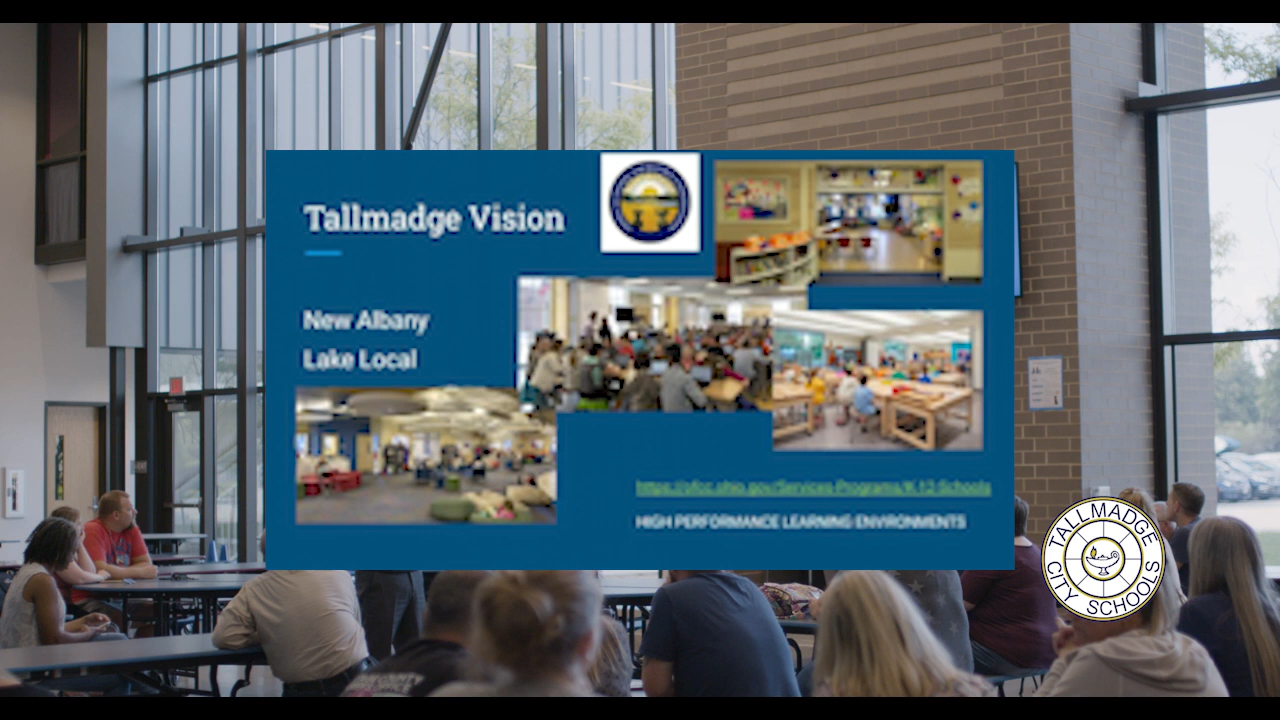 Tallmadge Vision
New Albany
Lake Local
https://ofcc.ohio.gov/Services-Programs/K-12-Schools
HIGH PERFORMANCE LEARNING ENVIRONMENTS
TALLMADGE
CITY SCHOOLS